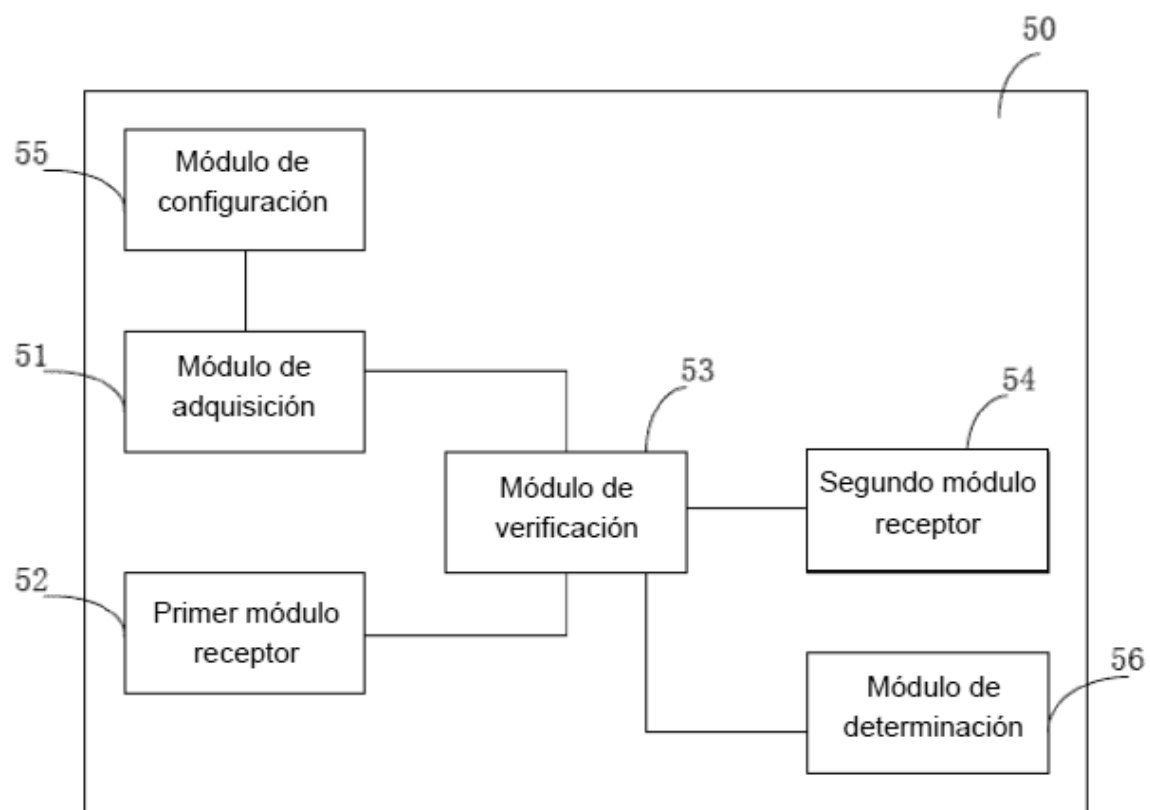 50
55
Módulo de
configuración
51
Módulo de
adquisición
53
54
Módulo de
verificación
Segundo módulo
receptor
52
Primer módulo
receptor
56
Módulo de
determinación